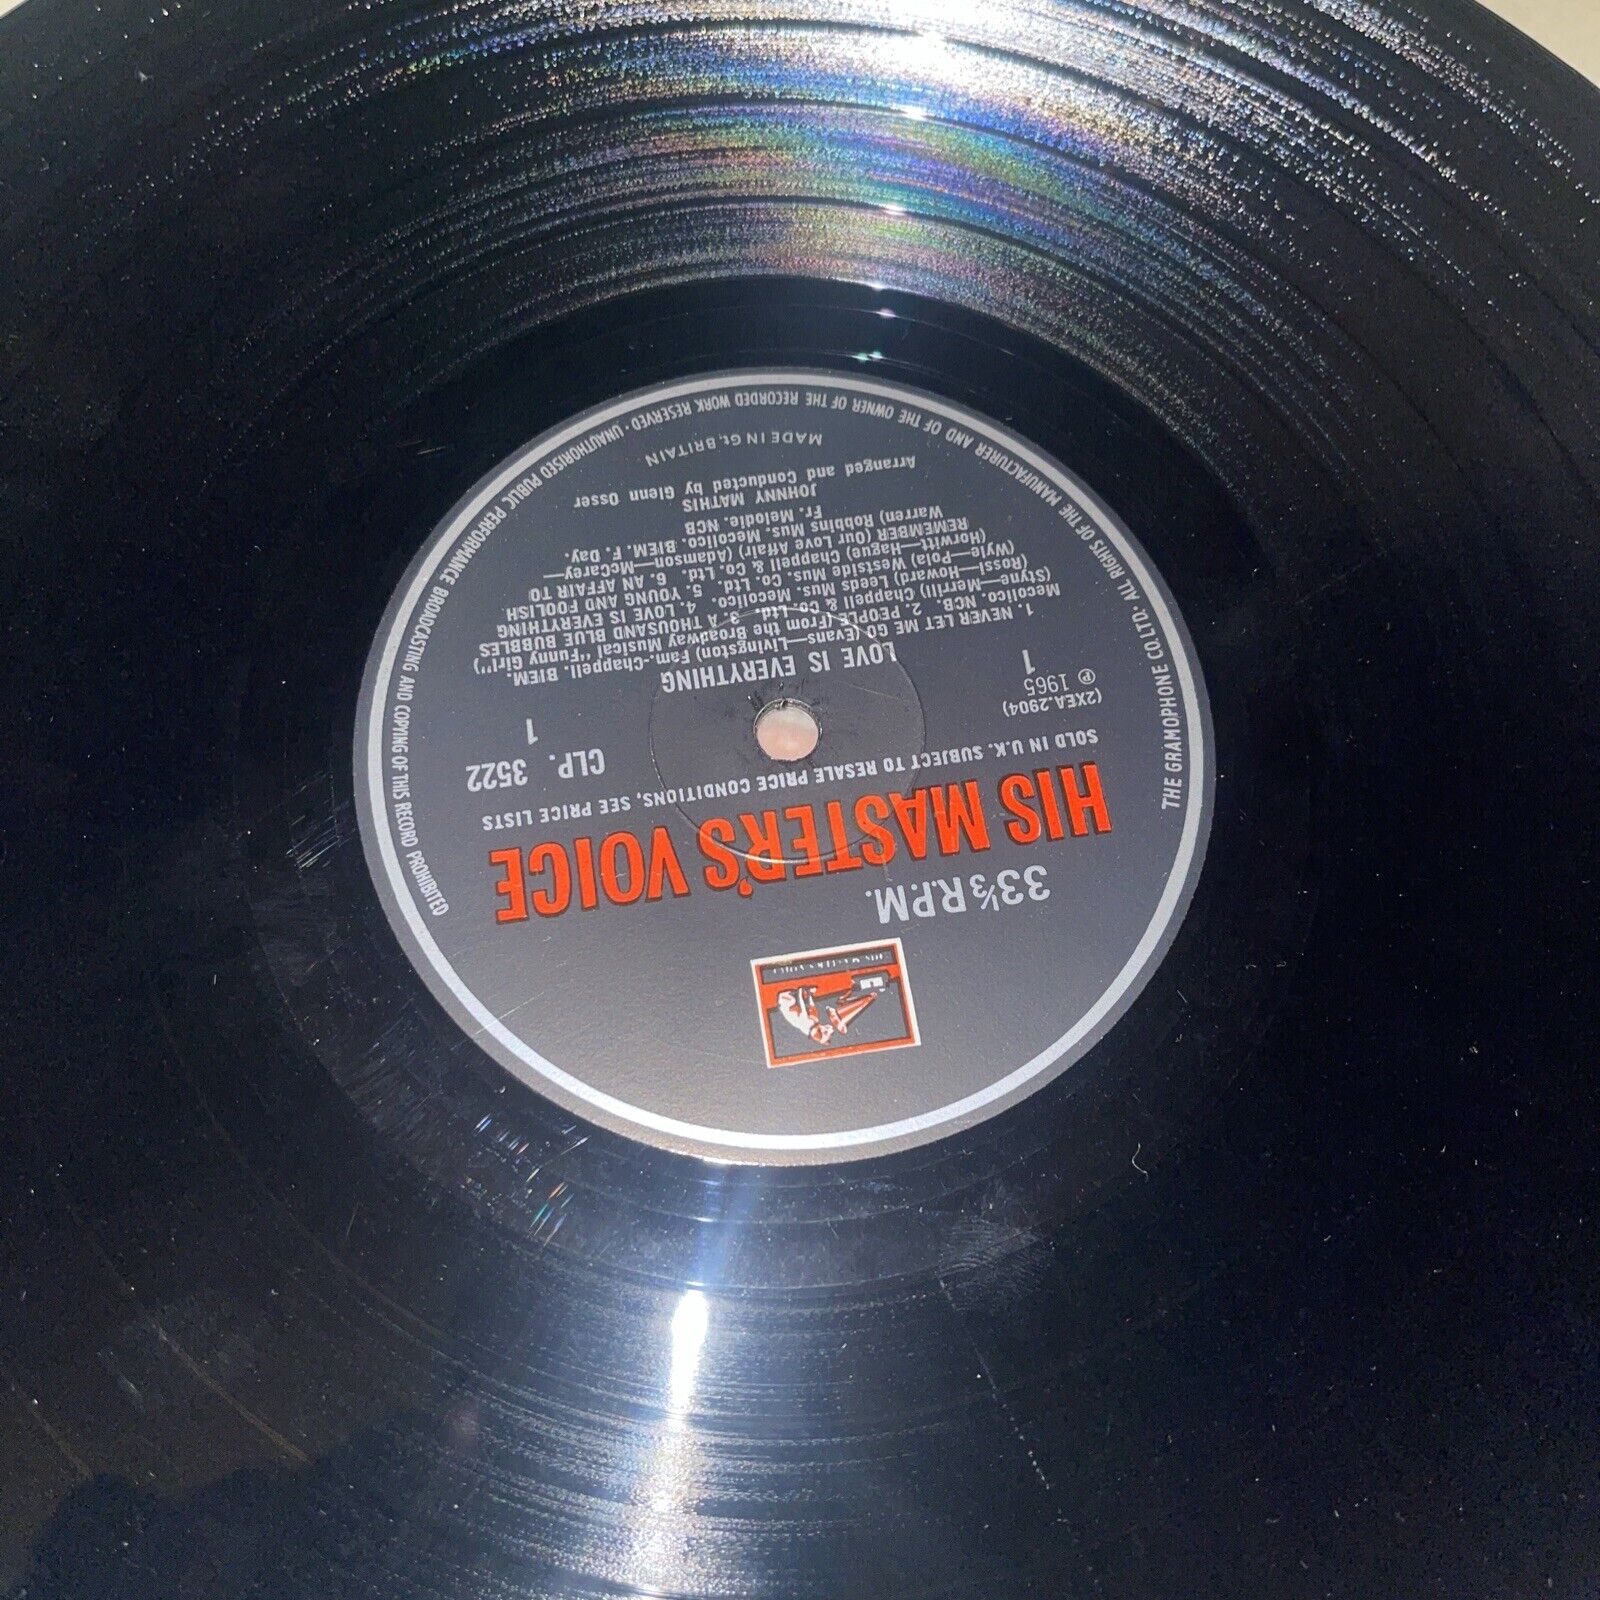 33⅓ R.P.M.
HIS MASTER'S VOICE
SOLD IN U.K. SUBJECT TO RESALE PRICE CONDITIONS, SEE PRICE LISTS
(2XEA.2904)
℗ 1965
1
CLP. 3522
1
LOVE IS EVERYTHING
1. NEVER LET ME GO (Evans—Livingston) Fam.-Chappell. BIEM.
Mecolico. NCB. 2. PEOPLE (From the Broadway Musical "Funny Girl")
(Styne—Merrill) Chappell & Co. Ltd. 3. A THOUSAND BLUE BUBBLES
(Rossi—Howard) Leeds Mus. Mecolico. 4. LOVE IS EVERYTHING
(Wyle—Pola) Westside Mus. Co. Ltd. 5. YOUNG AND FOOLISH
(Horwitt—Hague) Chappell & Co. Ltd. 6. AN AFFAIR TO
REMEMBER (Our Love Affair) (Adamson—McCarey—
Warren) Robbins Mus. Mecolico. BIEM. F. Day.
Fr. Melodie. NCB
JOHNNY MATHIS
Arranged and Conducted by Glenn Osser
MADE IN Gt. BRITAIN
THE GRAMOPHONE CO LTD. ALL RIGHTS OF THE MANUFACTURER AND OF THE OWNER OF THE RECORDED WORK RESERVED · UNAUTHORISED PUBLIC PERFORMANCE BROADCASTING AND COPYING OF THIS RECORD PROHIBITED